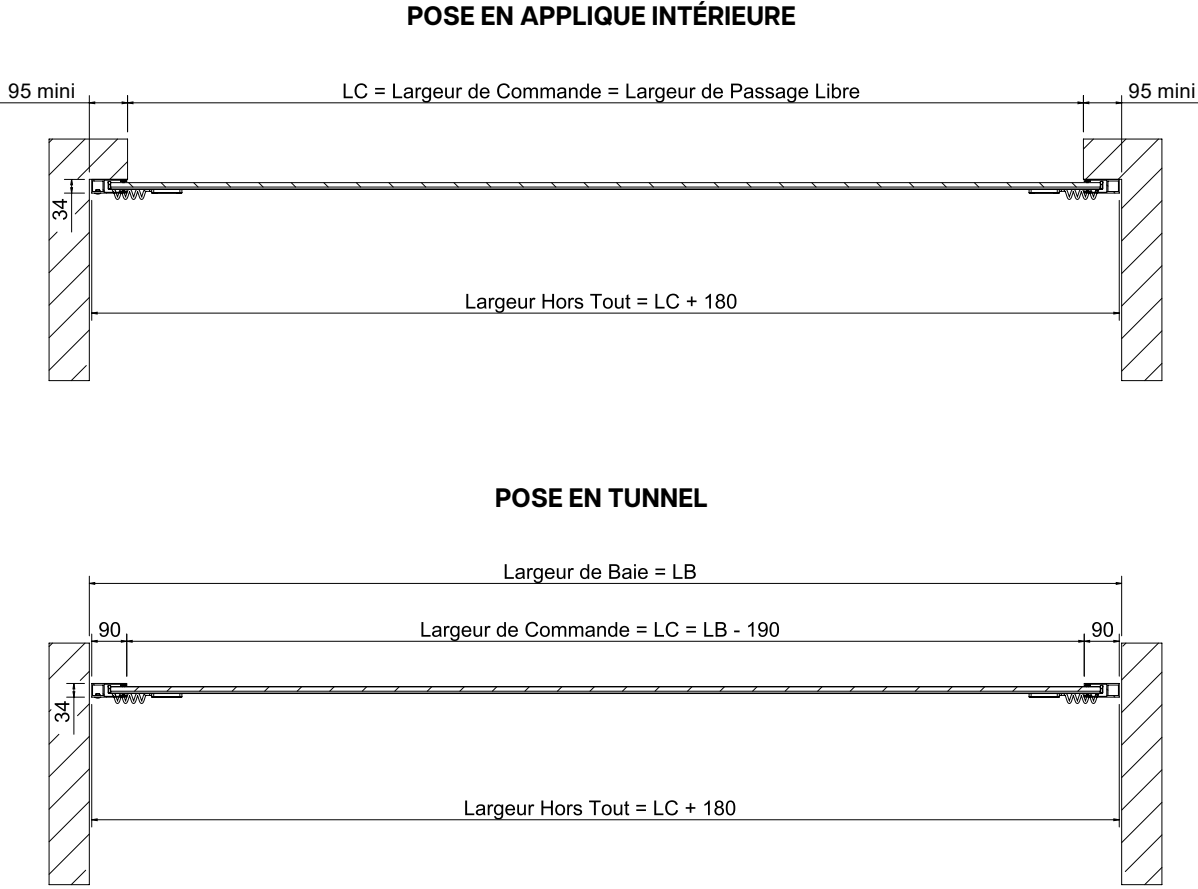 POSE EN APPLIQUE INTÉRIEURE
95 mini
LC = Largeur de Commande = Largeur de Passage Libre
95 mini
34
Largeur Hors Tout = LC + 180
POSE EN TUNNEL
Largeur de Baie = LB
90
Largeur de Commande = LC = LB - 190
90
34
Largeur Hors Tout = LC + 180